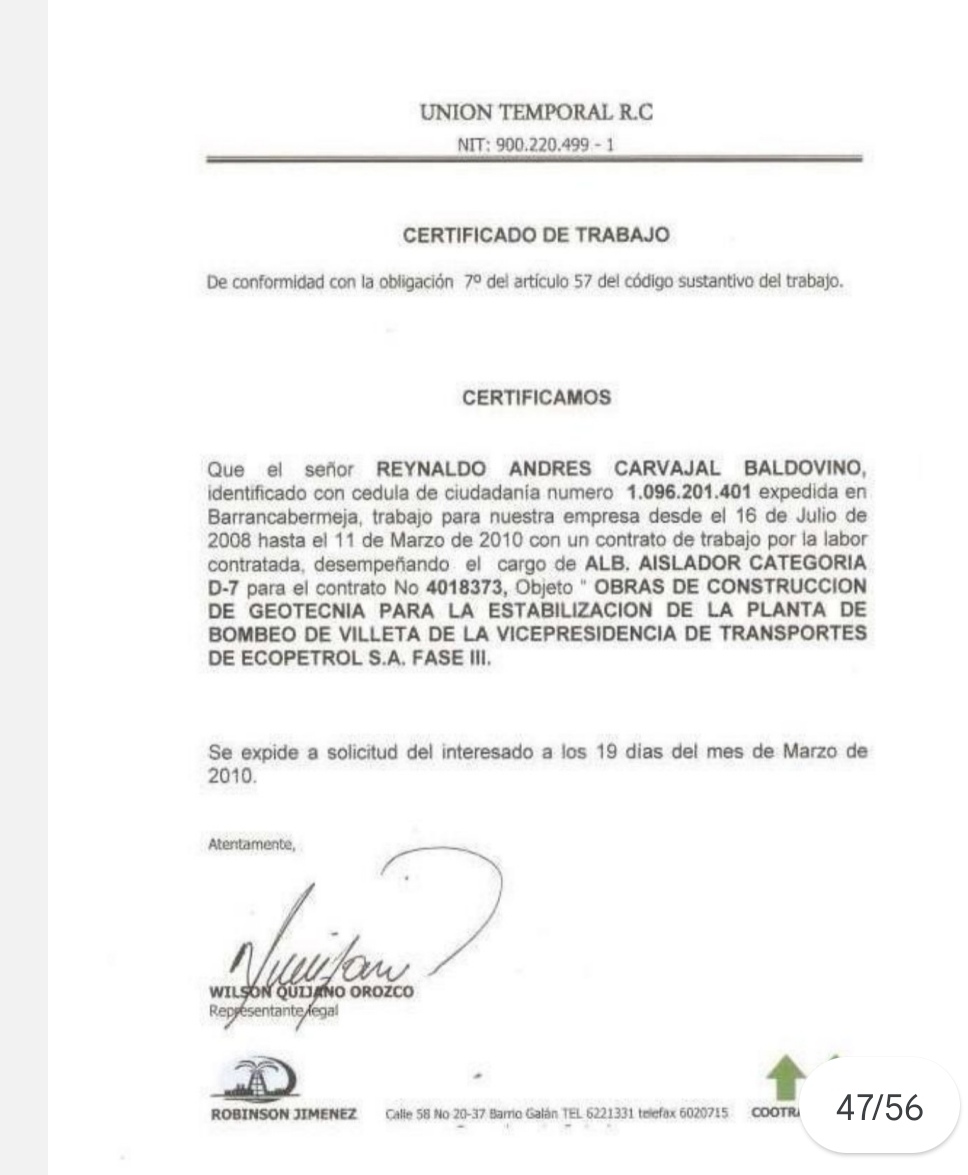 UNION TEMPORAL R.C
NIT: 900.220.499 - 1
CERTIFICADO DE TRABAJO
De conformidad con la obligación 7º del artículo 57 del código sustantivo del trabajo.
CERTIFICAMOS
Que el señor REYNALDO ANDRES CARVAJAL BALDOVINO,
identificado con cedula de ciudadanía numero 1.096.201.401 expedida en
Barrancabermeja, trabajo para nuestra empresa desde el 16 de Julio de
2008 hasta el 11 de Marzo de 2010 con un contrato de trabajo por la labor
contratada, desempeñando el cargo de ALB. AISLADOR CATEGORIA
D-7 para el contrato No 4018373, Objeto " OBRAS DE CONSTRUCCION
DE GEOTECNIA PARA LA ESTABILIZACION DE LA PLANTA DE
BOMBEO DE VILLETA DE LA VICEPRESIDENCIA DE TRANSPORTES
DE ECOPETROL S.A. FASE III.
Se expide a solicitud del interesado a los 19 días del mes de Marzo de
2010.
Atentamente,
WILSON QUIJANO OROZCO
Representante legal
ROBINSON JIMENEZ Calle 58 No 20-37 Barrio Galán TEL 6221331 telefax 6020715 COOTRA
47/56